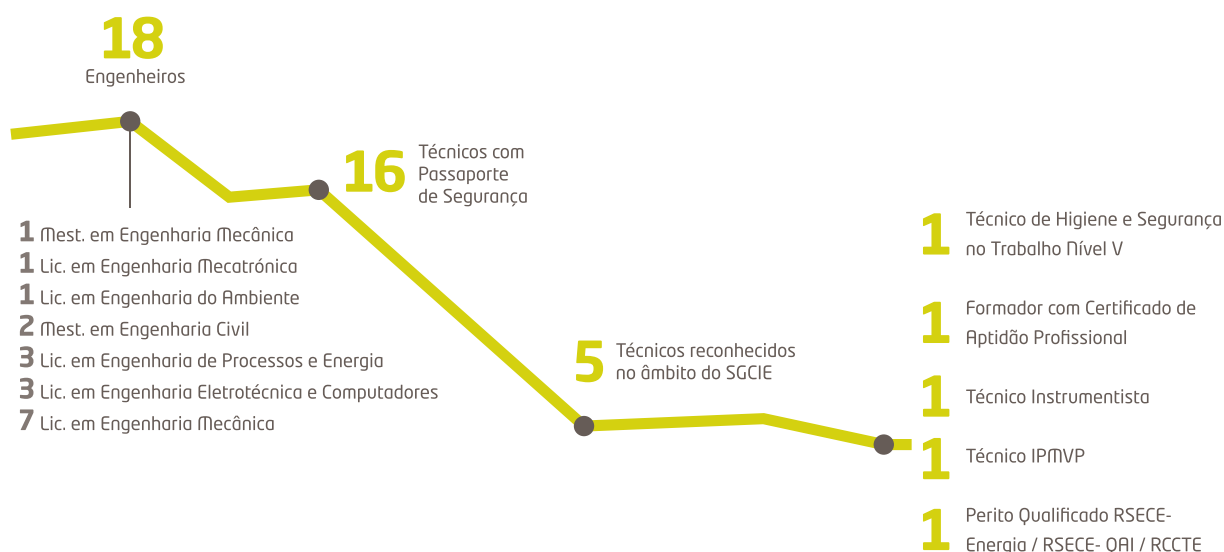 18
Engenheiros
1 Mest. em Engenharia Mecânica
1 Lic. em Engenharia Mecatrónica
1 Lic. em Engenharia do Ambiente
2 Mest. em Engenharia Civil
3 Lic. em Engenharia de Processos e Energia
3 Lic. em Engenharia Eletrotécnica e Computadores
7 Lic. em Engenharia Mecânica
16
Técnicos com
Passaporte
de Segurança
5
Técnicos reconhecidos
no âmbito do SGCIE
1
Técnico de Higiene e Segurança
no Trabalho Nível V
1
Formador com Certificado de
Aptidão Profissional
1
Técnico Instrumentista
1
Técnico IPMVP
1
Perito Qualificado RSECE-
Energia / RSECE- QAI / RCCTE